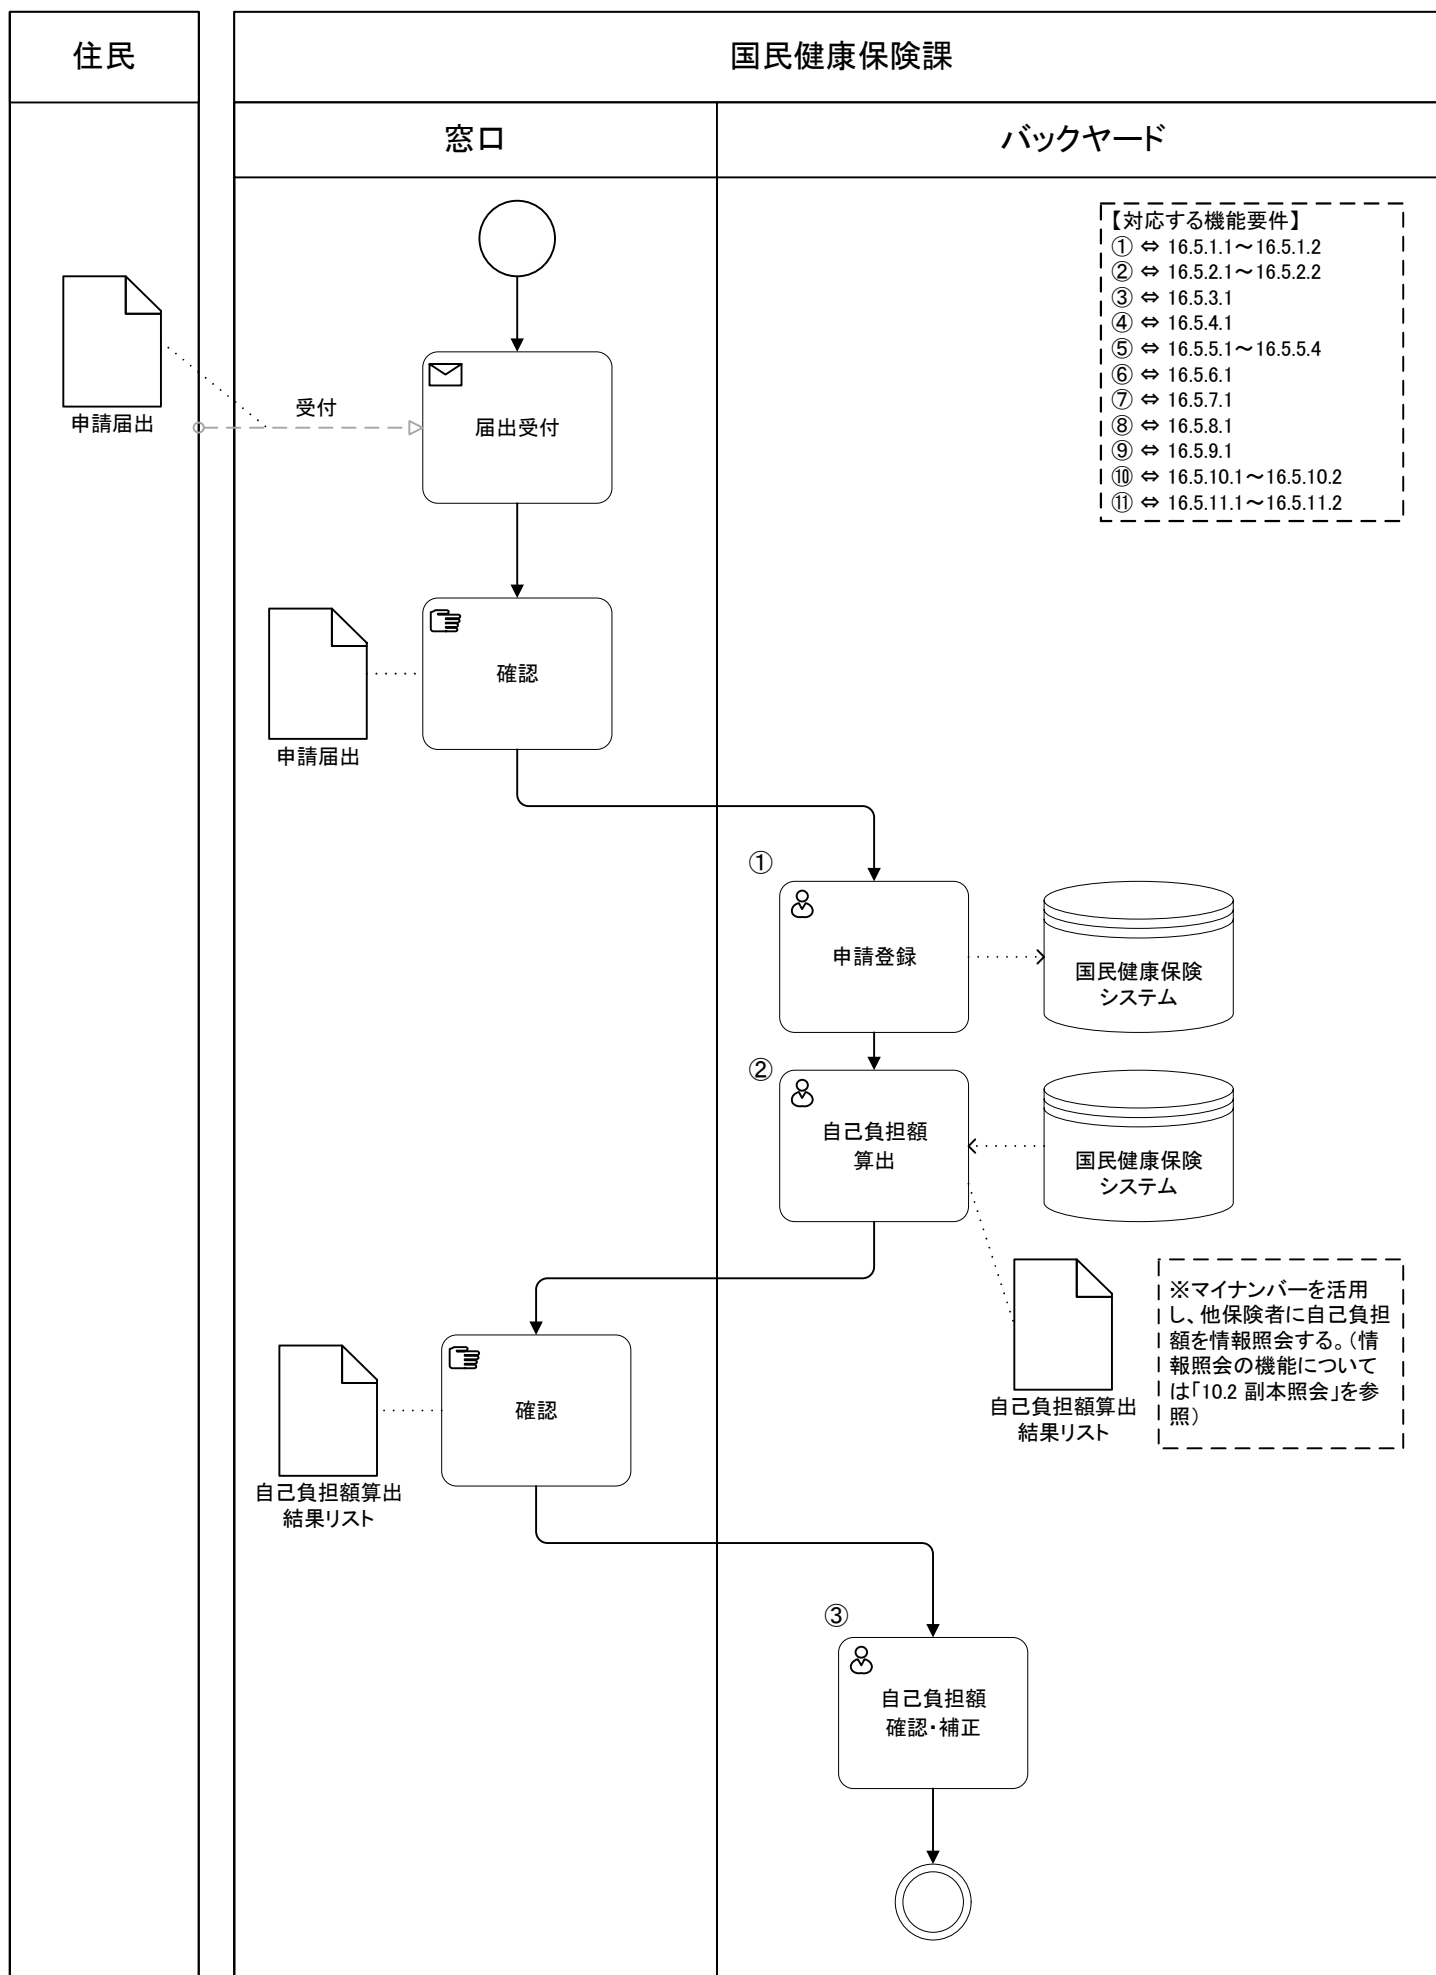 住民
国民健康保険課
窓口
バックヤード
【対応する機能要件】
① ⇔ 16.5.1.1～16.5.1.2
② ⇔ 16.5.2.1～16.5.2.2
③ ⇔ 16.5.3.1
④ ⇔ 16.5.4.1
⑤ ⇔ 16.5.5.1～16.5.5.4
⑥ ⇔ 16.5.6.1
⑦ ⇔ 16.5.7.1
⑧ ⇔ 16.5.8.1
⑨ ⇔ 16.5.9.1
⑩ ⇔ 16.5.10.1～16.5.10.2
⑪ ⇔ 16.5.11.1～16.5.11.2
申請届出
受付
届出受付
確認
申請届出
①
申請登録
国民健康保険
システム
②
自己負担額
算出
国民健康保険
システム
自己負担額算出
結果リスト
※マイナンバーを活用
し、他保険者に自己負担
額を情報照会する。（情
報照会の機能について
は「10.2 副本照会」を参
照）
確認
自己負担額算出
結果リスト
③
自己負担額
確認・補正